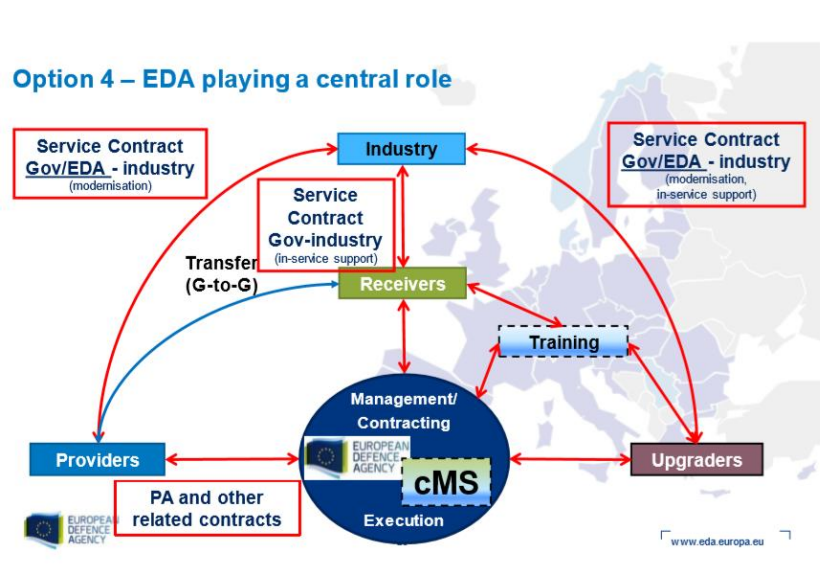 Option 4 – EDA playing a central role
Service Contract
Gov/EDA - industry
(modernisation)
Industry
Service Contract
Gov/EDA - industry
(modernisation,
in-service support)
Service
Contract
Gov-industry
(in-service support)
Transfer
(G-to-G)
Receivers
Training
Management/
Contracting
EUROPEAN
DEFENCE
AGENCY
cMS
Execution
Providers
Upgraders
PA and other
related contracts
EUROPEAN
DEFENCE
AGENCY
www.eda.europa.eu